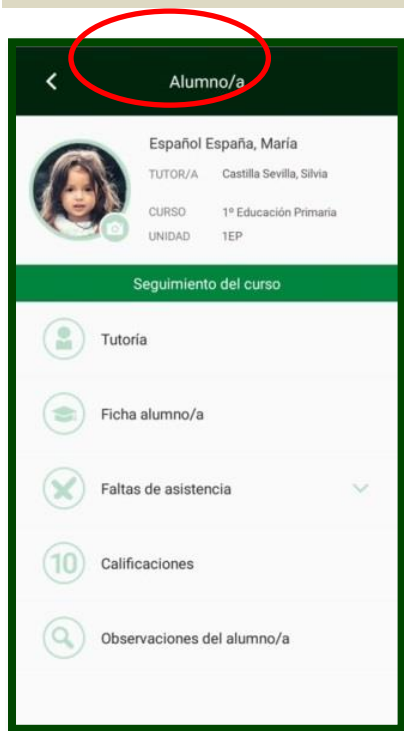 Alumno/a
Español España, María
TUTOR/A Castilla Sevilla, Silvia
CURSO 1º Educación Primaria
UNIDAD 1EP
Seguimiento del curso
Tutoría
Ficha alumno/a
Faltas de asistencia
10 Calificaciones
Observaciones del alumno/a